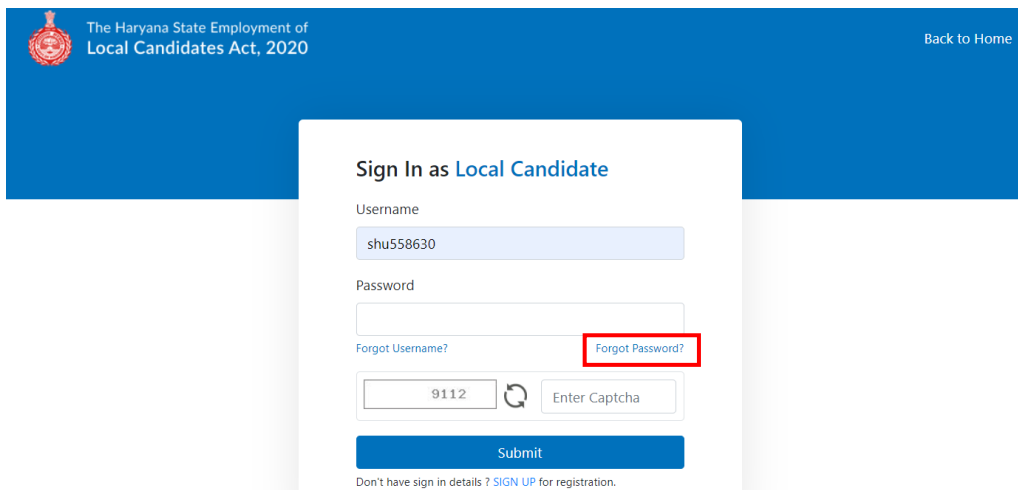 The Haryana State Employment of
Local Candidates Act, 2020
Back to Home
Sign In as Local Candidate
Username
shu558630
Password
Forgot Username? Forgot Password?
9112 Enter Captcha
Submit
Don't have sign in details ? SIGN UP for registration.